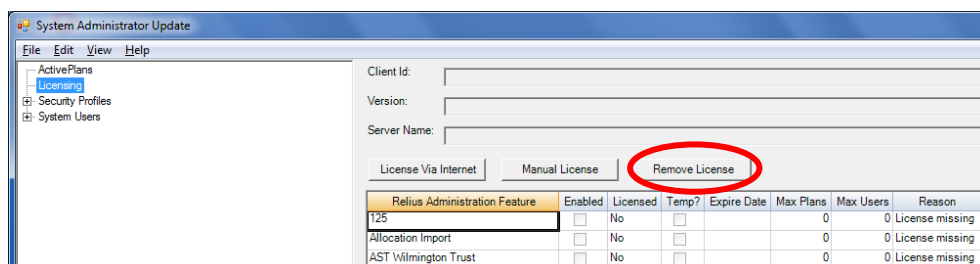 System Administrator Update
File Edit View Help
ActivePlans
Licensing
Security Profiles
System Users
Client Id:
Version:
Server Name:
License Via Internet Manual License Remove License
Relius Administration Feature Enabled Licensed Temp? Expire Date Max Plans Max Users Reason
125 No 0 0 License missing
Allocation Import No 0 0 License missing
AST Wilmington Trust No 0 0 License missing